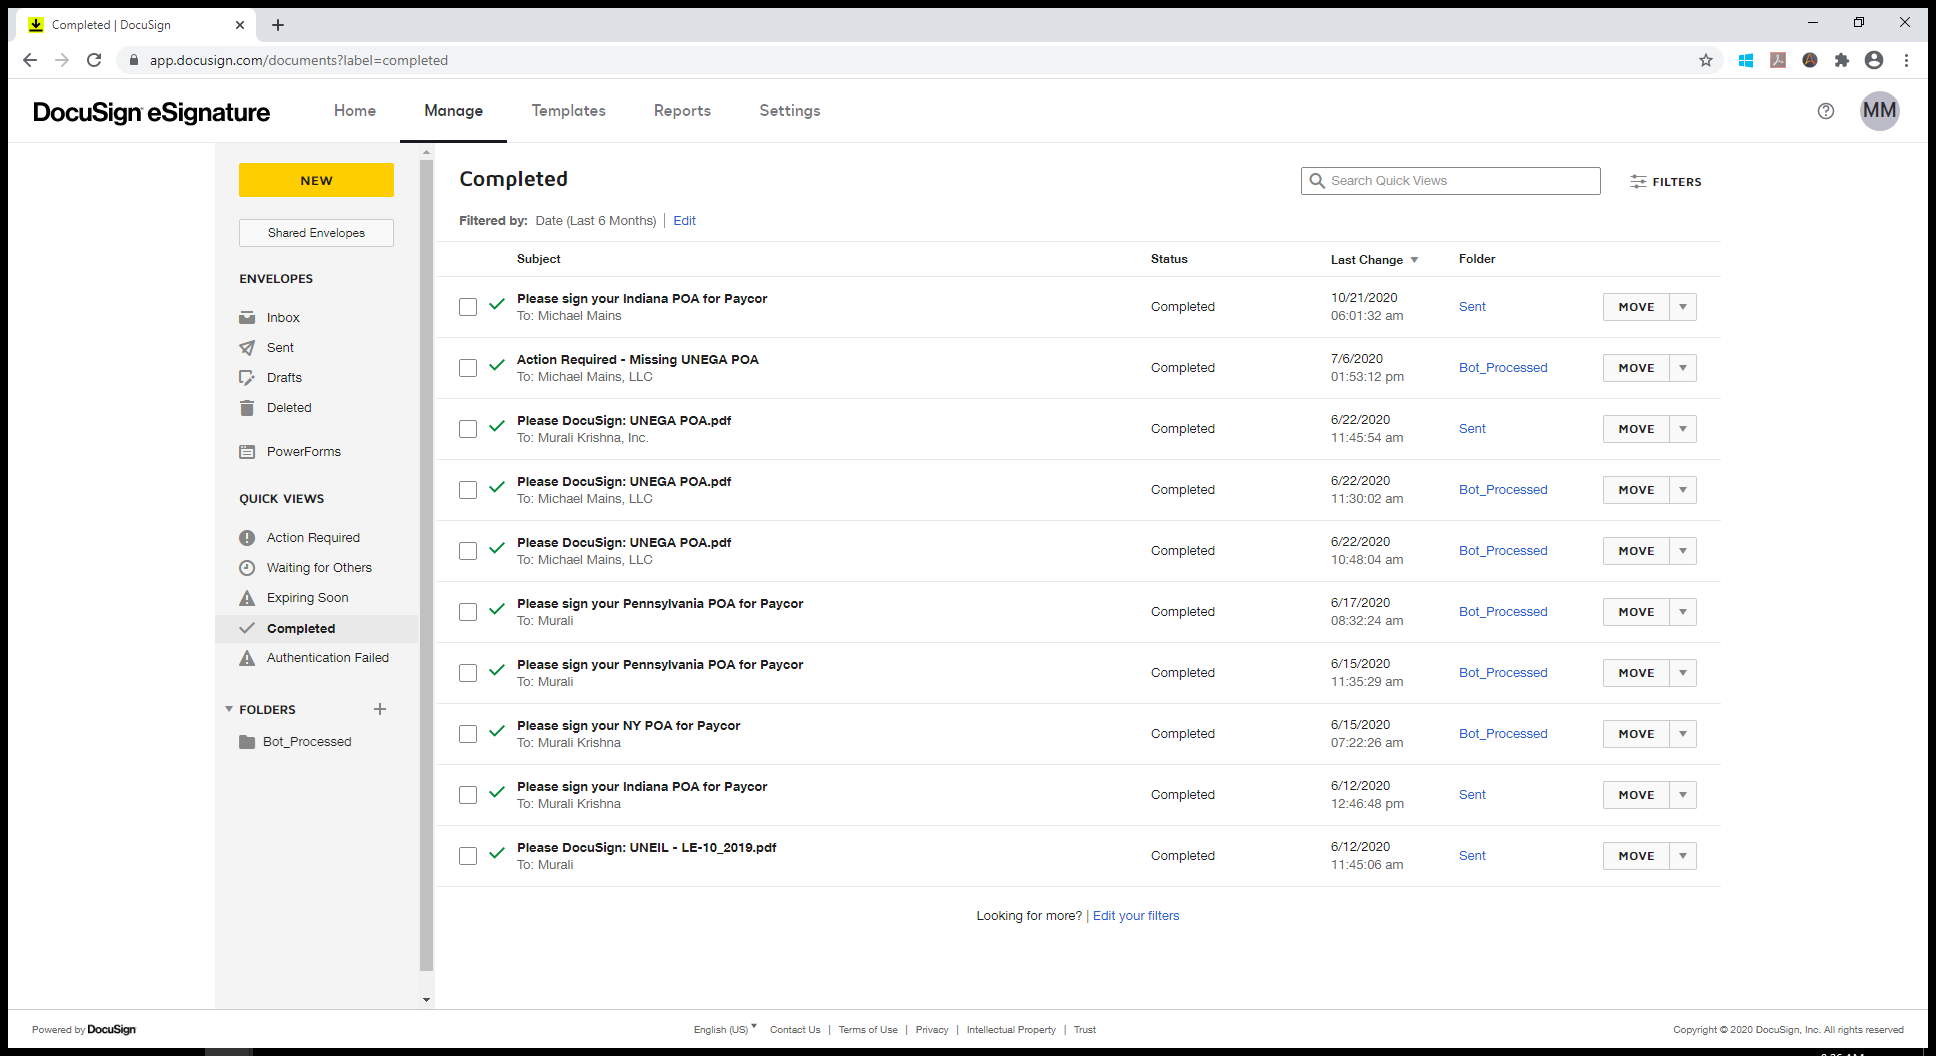 Completed | DocuSign
app.docusign.com/documents?label=completed
DocuSign eSignature
Home
Manage
Templates
Reports
Settings
MM
NEW
Shared Envelopes
ENVELOPES
Inbox
Sent
Drafts
Deleted
PowerForms
QUICK VIEWS
Action Required
Waiting for Others
Expiring Soon
Completed
Authentication Failed
FOLDERS
Bot_Processed
Completed
Search Quick Views
FILTERS
Filtered by: Date (Last 6 Months) | Edit
Subject Status Last Change Folder
Please sign your Indiana POA for Paycor
To: Michael Mains
Completed
10/21/2020
06:01:32 am
Sent
MOVE
Action Required - Missing UNEGA POA
To: Michael Mains, LLC
Completed
7/6/2020
01:53:12 pm
Bot_Processed
MOVE
Please DocuSign: UNEGA POA.pdf
To: Murali Krishna, Inc.
Completed
6/22/2020
11:45:54 am
Sent
MOVE
Please DocuSign: UNEGA POA.pdf
To: Michael Mains, LLC
Completed
6/22/2020
11:30:02 am
Bot_Processed
MOVE
Please DocuSign: UNEGA POA.pdf
To: Michael Mains, LLC
Completed
6/22/2020
10:48:04 am
Bot_Processed
MOVE
Please sign your Pennsylvania POA for Paycor
To: Murali
Completed
6/17/2020
08:32:24 am
Bot_Processed
MOVE
Please sign your Pennsylvania POA for Paycor
To: Murali
Completed
6/15/2020
11:35:29 am
Bot_Processed
MOVE
Please sign your NY POA for Paycor
To: Murali Krishna
Completed
6/15/2020
07:22:26 am
Bot_Processed
MOVE
Please sign your Indiana POA for Paycor
To: Murali Krishna
Completed
6/12/2020
12:46:48 pm
Sent
MOVE
Please DocuSign: UNEIL - LE-10_2019.pdf
To: Murali
Completed
6/12/2020
11:45:06 am
Sent
MOVE
Looking for more? | Edit your filters
Powered by DocuSign
English (US)
Contact Us | Terms of Use | Privacy | Intellectual Property | Trust
Copyright © 2020 DocuSign, Inc. All rights reserved